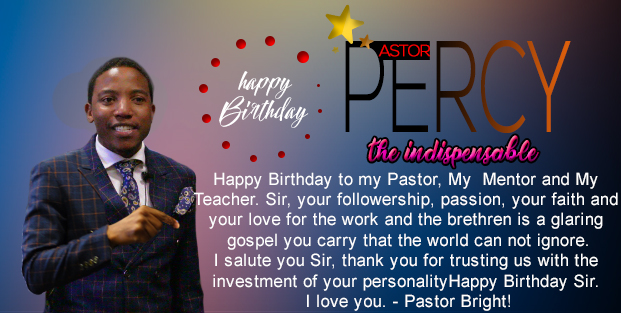 happy
Birthday
PASTOR
PERCY
the indispensable
Happy Birthday to my Pastor, My Mentor and My
Teacher. Sir, your followership, passion, your faith and
your love for the work and the brethren is a glaring
gospel you carry that the world can not ignore.
I salute you Sir, thank you for trusting us with the
investment of your personalityHappy Birthday Sir.
I love you. - Pastor Bright!